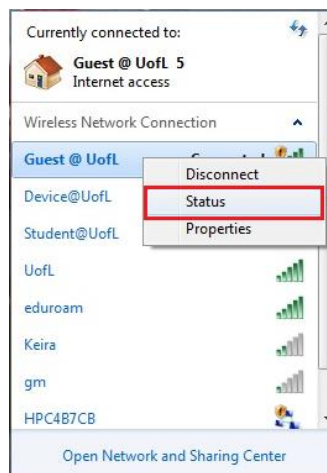 Currently connected to:
Guest @ UofL 5
Internet access
Wireless Network Connection
Guest @ UofL
Disconnect
Device@UofL
Status
Student@UofL
Properties
UofL
eduroam
Keira
gm
HPC4B7CB
Open Network and Sharing Center